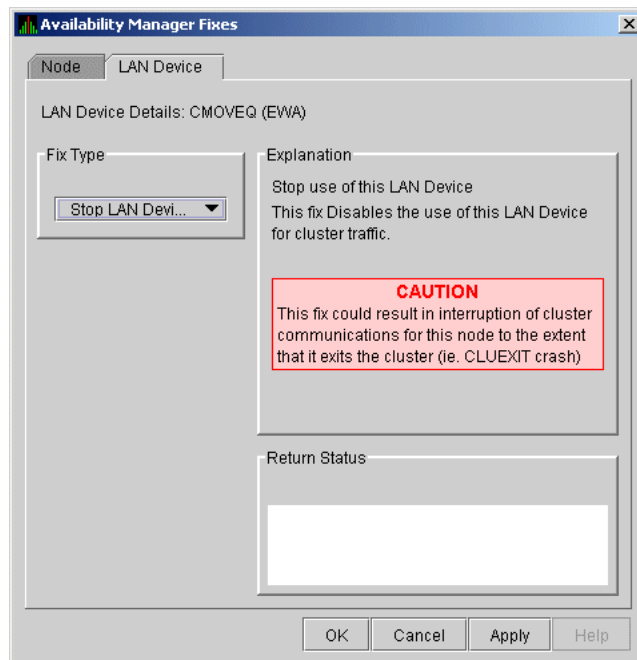 Availability Manager Fixes
Node
LAN Device
LAN Device Details: CMOVEQ (EWA)
Fix Type
Stop LAN Devi...
Explanation
Stop use of this LAN Device
This fix Disables the use of this LAN Device
for cluster traffic.
CAUTION
This fix could result in interruption of cluster
communications for this node to the extent
that it exits the cluster (ie. CLUEXIT crash)
Return Status
OK
Cancel
Apply
Help